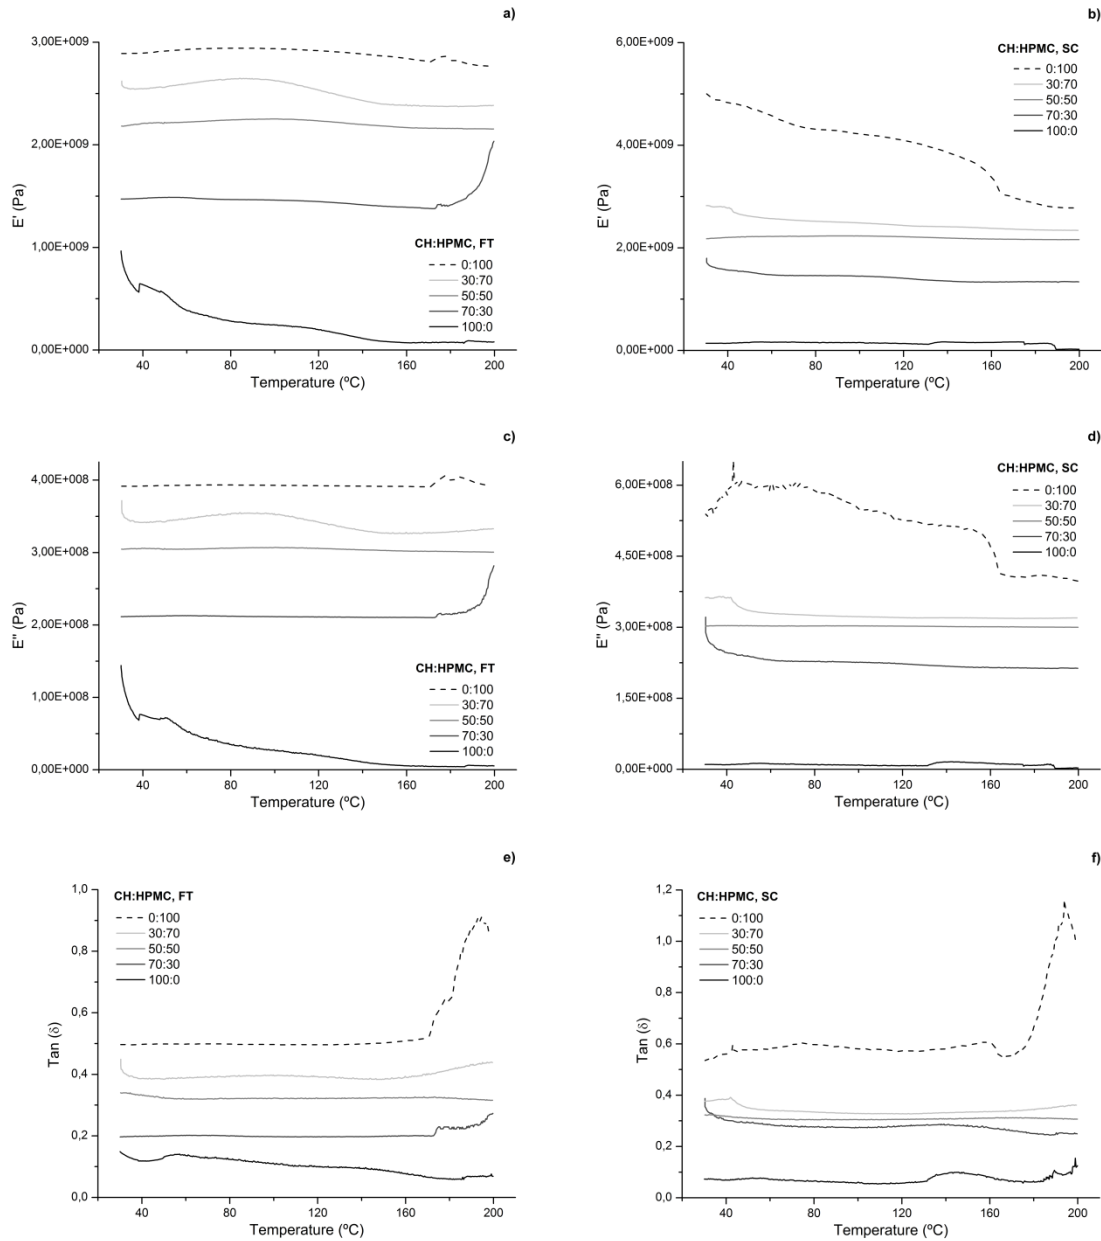 a)
3,00E+009
2,00E+009
1,00E+009
0,00E+000
E' (Pa)
CH:HPMC, FT
0:100
30:70
50:50
70:30
100:0
40 80 120 160 200
Temperature (ºC)
b)
6,00E+009
4,00E+009
2,00E+009
0,00E+000
E' (Pa)
CH:HPMC, SC
0:100
30:70
50:50
70:30
100:0
40 80 120 160 200
Temperature (ºC)
c)
4,00E+008
3,00E+008
2,00E+008
1,00E+008
0,00E+000
E" (Pa)
CH:HPMC, FT
0:100
30:70
50:50
70:30
100:0
40 80 120 160 200
Temperature (ºC)
d)
6,00E+008
4,50E+008
3,00E+008
1,50E+008
0,00E+000
E" (Pa)
CH:HPMC, SC
0:100
30:70
50:50
70:30
100:0
40 80 120 160 200
Temperature (ºC)
e)
1,0
0,8
0,6
0,4
0,2
0,0
Tan (δ)
CH:HPMC, FT
0:100
30:70
50:50
70:30
100:0
40 80 120 160 200
Temperature (ºC)
f)
1,2
1,0
0,8
0,6
0,4
0,2
0,0
Tan (δ)
CH:HPMC, SC
0:100
30:70
50:50
70:30
100:0
40 80 120 160 200
Temperature (ºC)